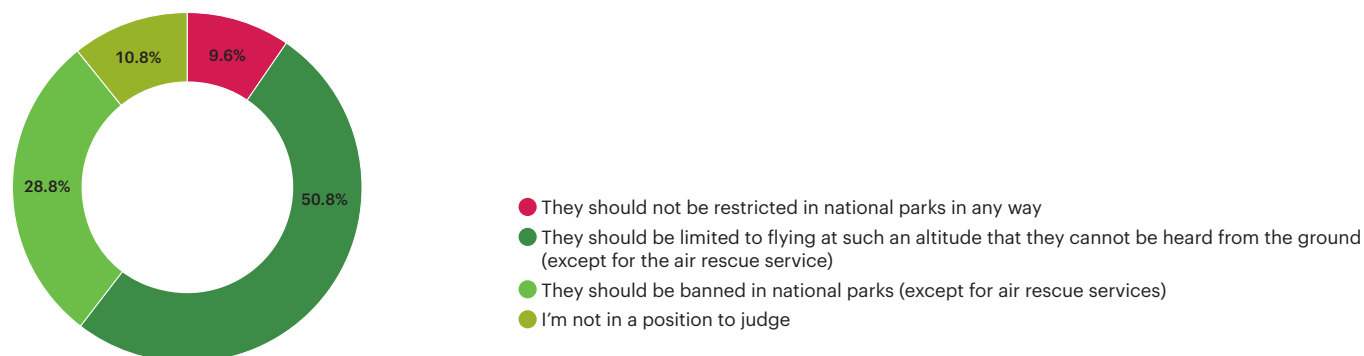 10.8%
9.6%
28.8%
50.8%
They should not be restricted in national parks in any way
They should be limited to flying at such an altitude that they cannot be heard from the ground
(except for the air rescue service)
They should be banned in national parks (except for air rescue services)
I’m not in a position to judge